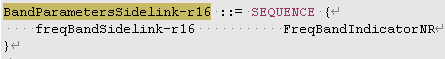 BandParametersSidelink-r16 ::= SEQUENCE {
freqBandSidelink-r16 FreqBandIndicatorNR
}